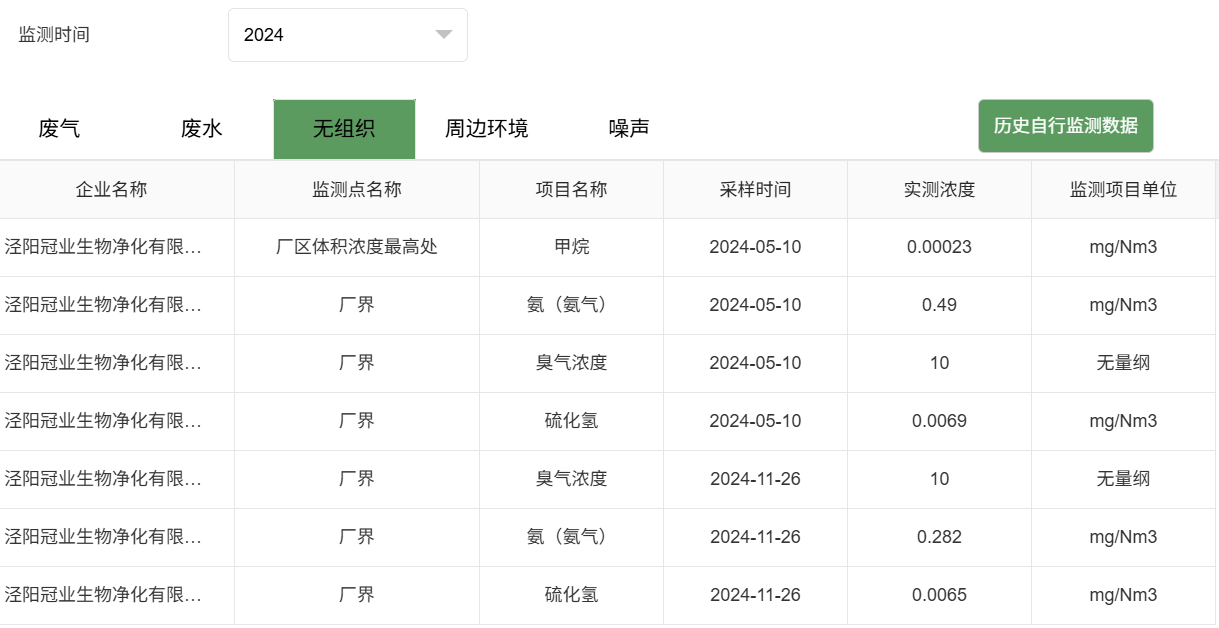 监测时间 2024
废气 废水 无组织 周边环境 噪声 历史自行监测数据
企业名称 监测点名称 项目名称 采样时间 实测浓度 监测项目单位
泾阳冠业生物净化有限... 厂区体积浓度最高处 甲烷 2024-05-10 0.00023 mg/Nm3
泾阳冠业生物净化有限... 厂界 氨（氨气） 2024-05-10 0.49 mg/Nm3
泾阳冠业生物净化有限... 厂界 臭气浓度 2024-05-10 10 无量纲
泾阳冠业生物净化有限... 厂界 硫化氢 2024-05-10 0.0069 mg/Nm3
泾阳冠业生物净化有限... 厂界 臭气浓度 2024-11-26 10 无量纲
泾阳冠业生物净化有限... 厂界 氨（氨气） 2024-11-26 0.282 mg/Nm3
泾阳冠业生物净化有限... 厂界 硫化氢 2024-11-26 0.0065 mg/Nm3